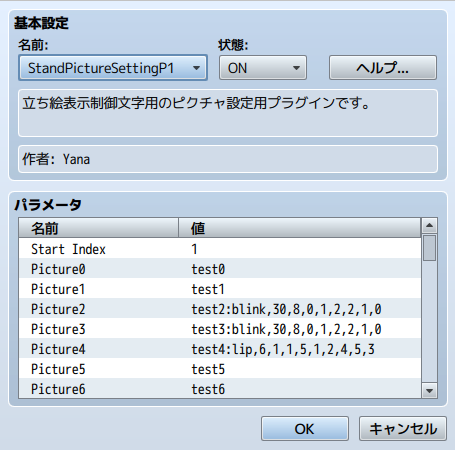 基本設定
名前: 状態:
StandPictureSettingP1 ON ヘルプ...
立ち絵表示制御文字用のピクチャ設定用プラグインです。
作者: Yana
パラメータ
名前 値
Start Index 1
Picture0 test0
Picture1 test1
Picture2 test2:blink,30,8,0,1,2,2,1,0
Picture3 test3:blink,30,8,0,1,2,2,1,0
Picture4 test4:lip,6,1,1,5,1,2,4,5,3
Picture5 test5
Picture6 test6
OK キャンセル